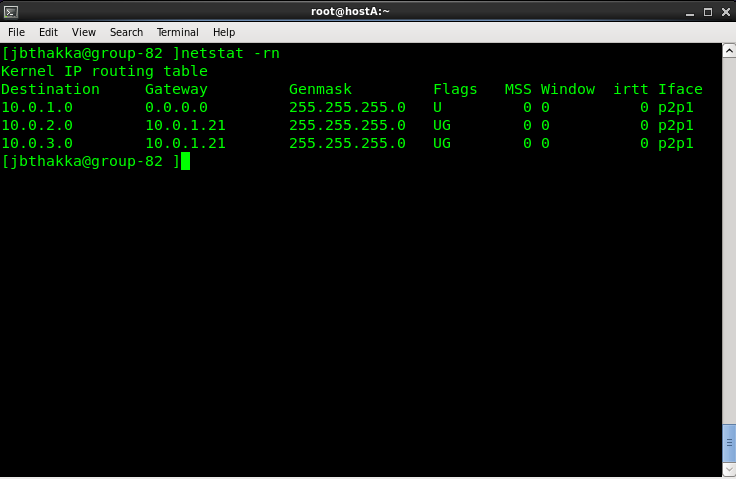 root@hostA:~
File Edit View Search Terminal Help
[jbthakka@group-82 ]netstat -rn
Kernel IP routing table
Destination Gateway Genmask Flags MSS Window irtt Iface
10.0.1.0 0.0.0.0 255.255.255.0 U 0 0 0 p2p1
10.0.2.0 10.0.1.21 255.255.255.0 UG 0 0 0 p2p1
10.0.3.0 10.0.1.21 255.255.255.0 UG 0 0 0 p2p1
[jbthakka@group-82 ]